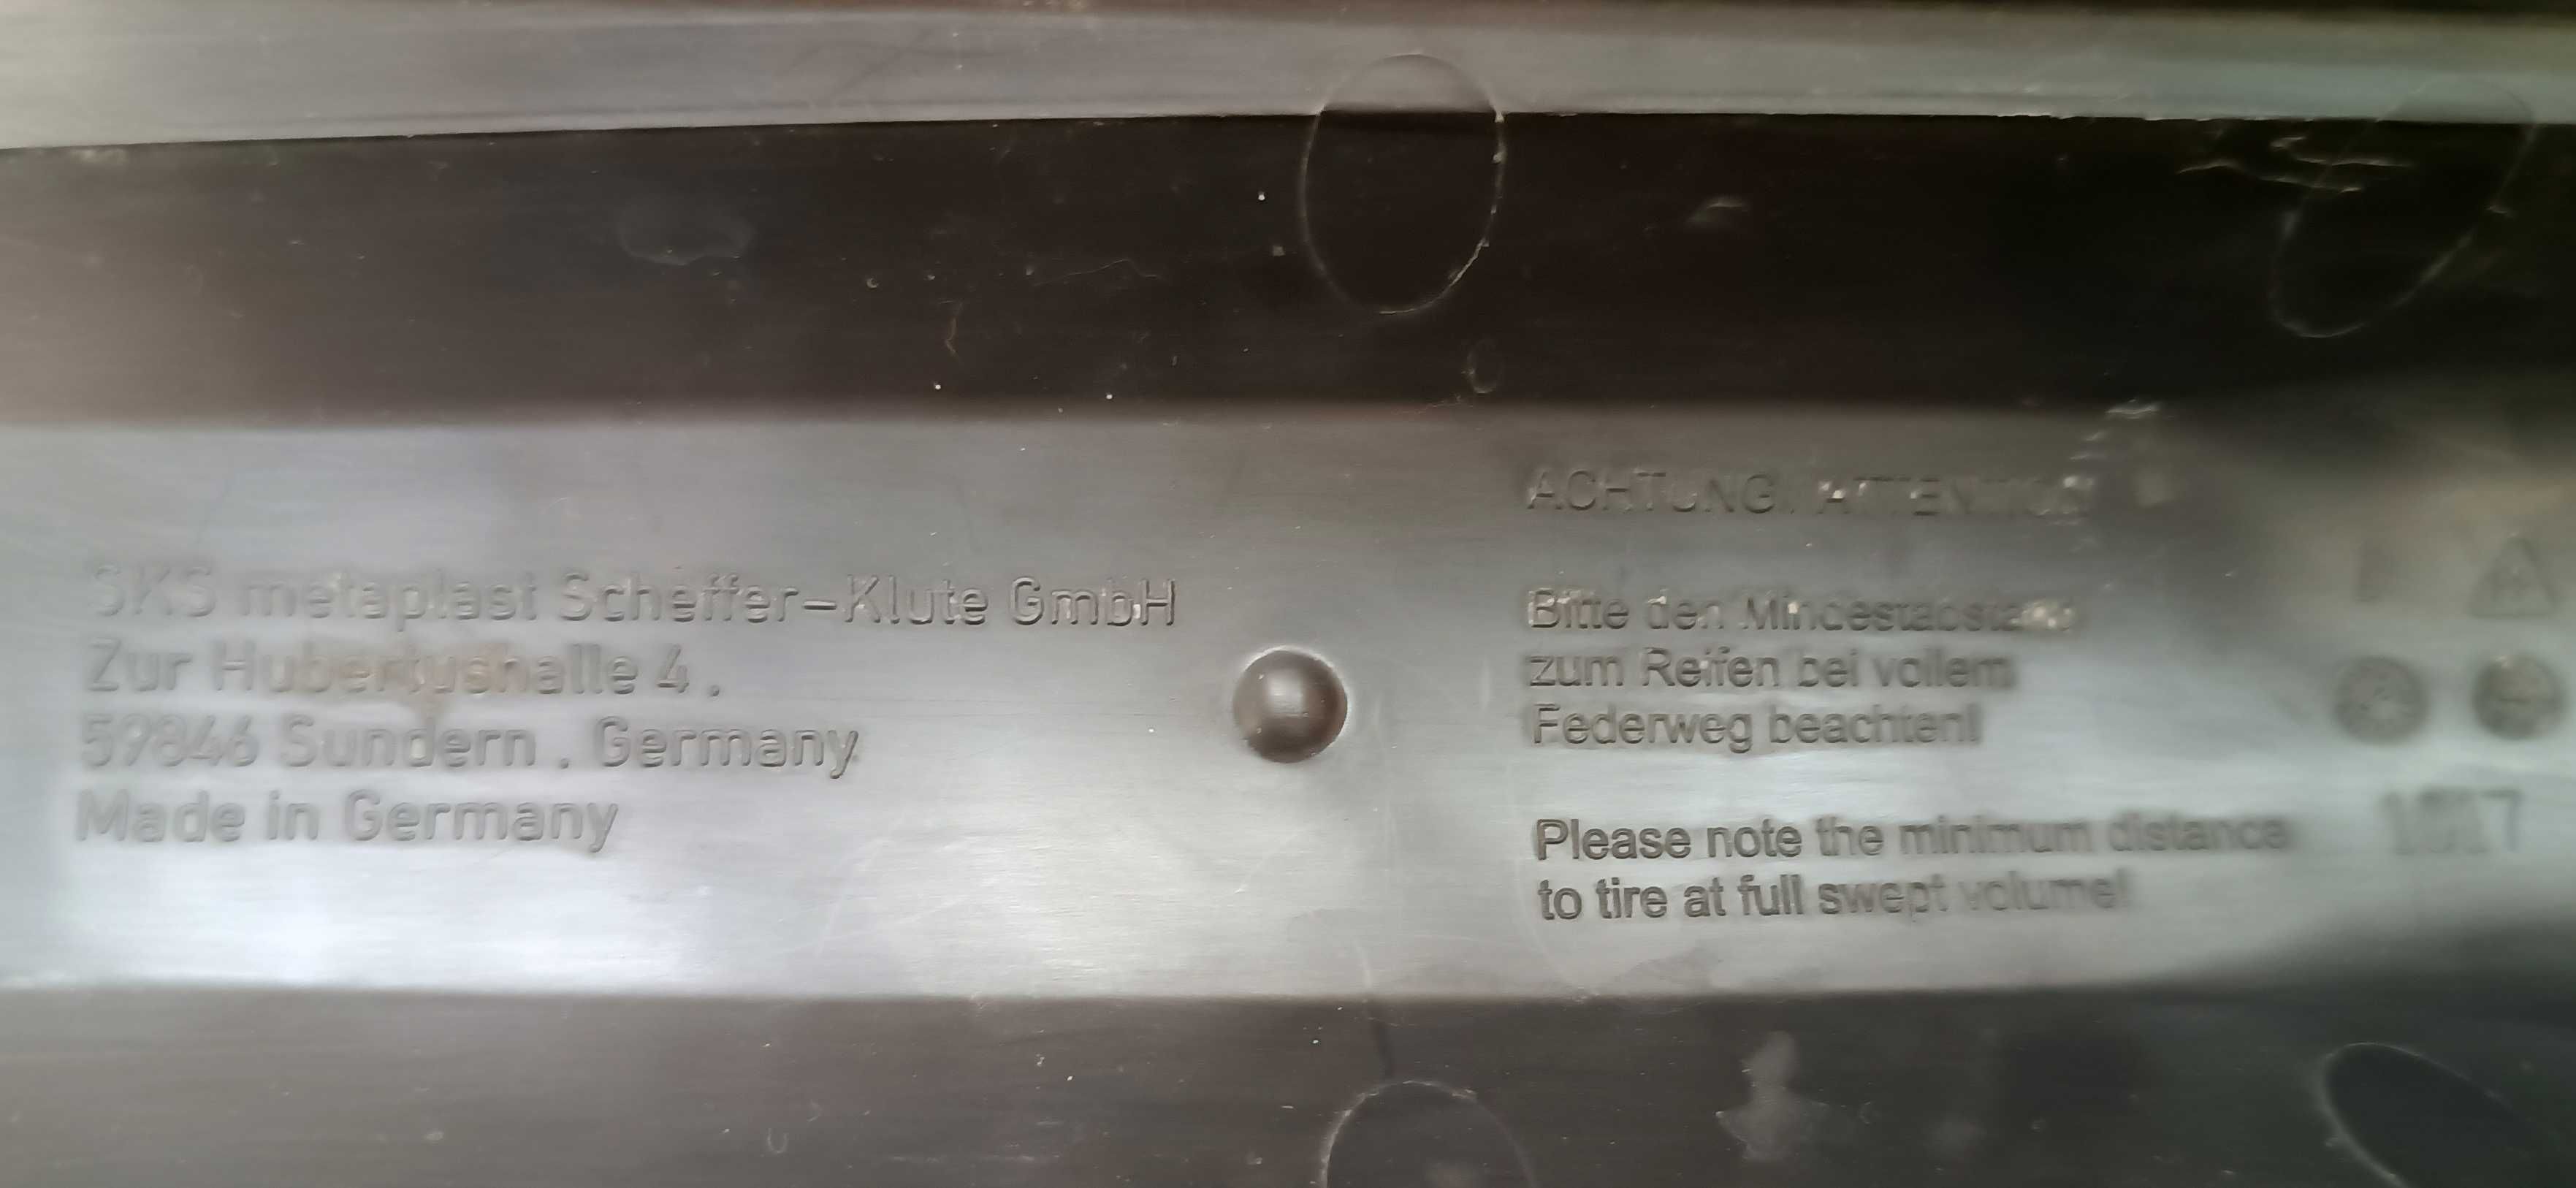 SKS metaplast Scheffer-Klute GmbH
Zur Hubertushalle 4 .
59846 Sundern . Germany
Made in Germany
ACHTUNG! ATTENTION
Bitte den Mindestabstand
zum Reifen bei vollem
Federweg beachten!
Please note the minimum distance
to tire at full swept volume!